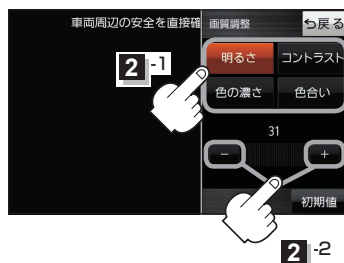 車両周辺の安全を直接確
画質調整
戻る
2-1
明るさ
コントラスト
色の濃さ
色合い
31
− +
初期値
2-2